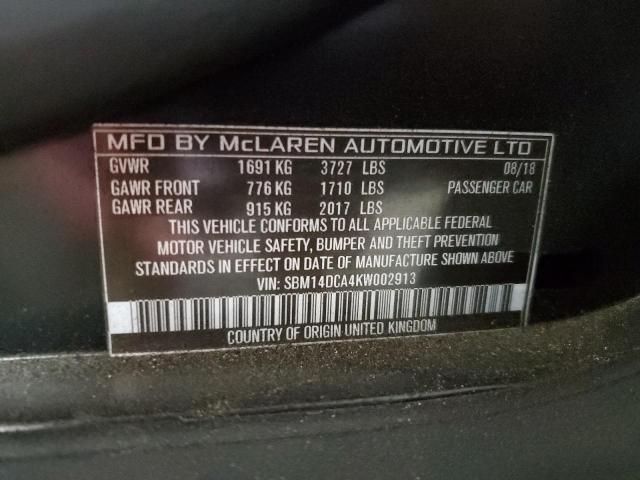 MFD BY McLAREN AUTOMOTIVE LTD
GVWR 1691 KG 3727 LBS 08/18
GAWR FRONT 776 KG 1710 LBS PASSENGER CAR
GAWR REAR 915 KG 2017 LBS
THIS VEHICLE CONFORMS TO ALL APPLICABLE FEDERAL
MOTOR VEHICLE SAFETY, BUMPER AND THEFT PREVENTION
STANDARDS IN EFFECT ON DATE OF MANUFACTURE SHOWN ABOVE
VIN: SBM14DCA4KW002913
COUNTRY OF ORIGIN UNITED KINGDOM